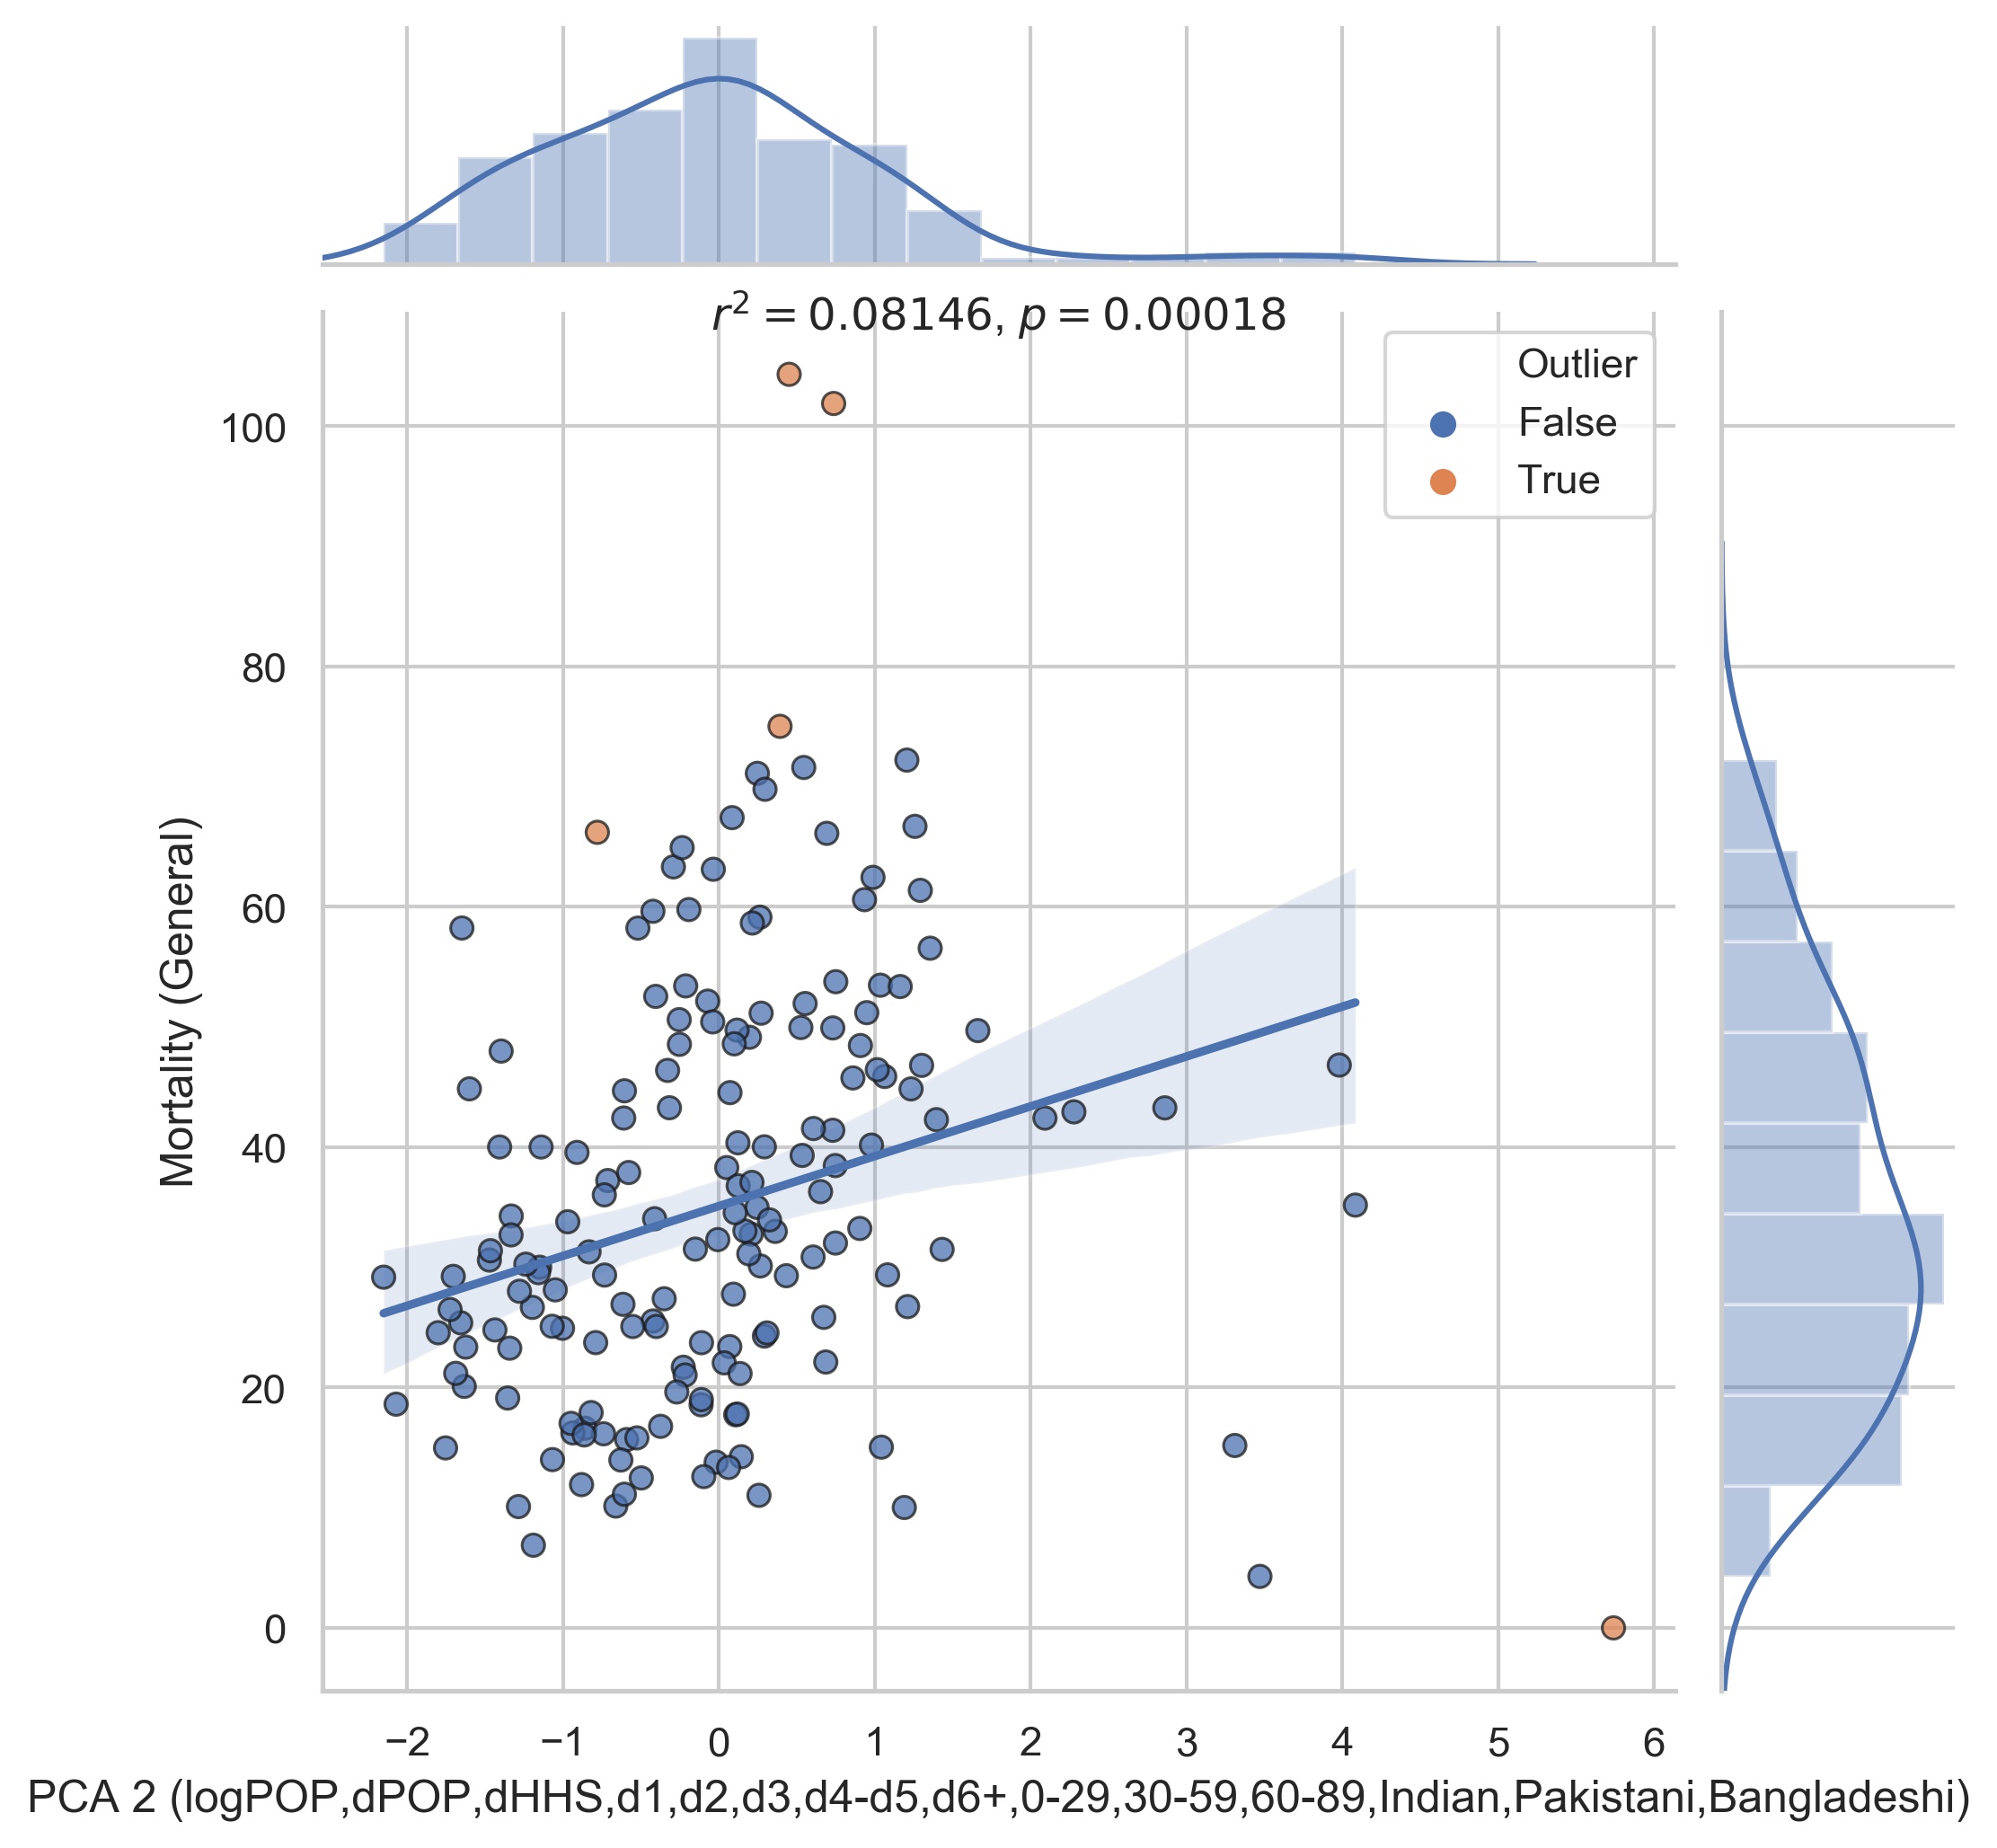 r² = 0.08146, p = 0.00018
Outlier
False
True
100
80
60
40
20
0
Mortality (General)
−2 −1 0 1 2 3 4 5 6
PCA 2 (logPOP,dPOP,dHHS,d1,d2,d3,d4-d5,d6+,0-29,30-59,60-89,Indian,Pakistani,Bangladeshi)